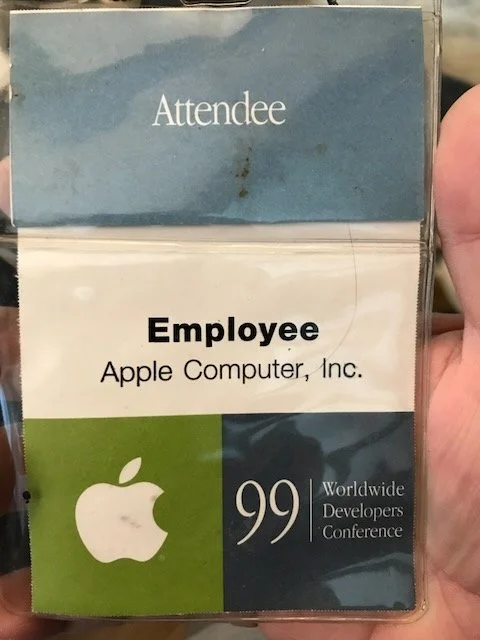 Attendee
Employee
Apple Computer, Inc.
99
Worldwide
Developers
Conference